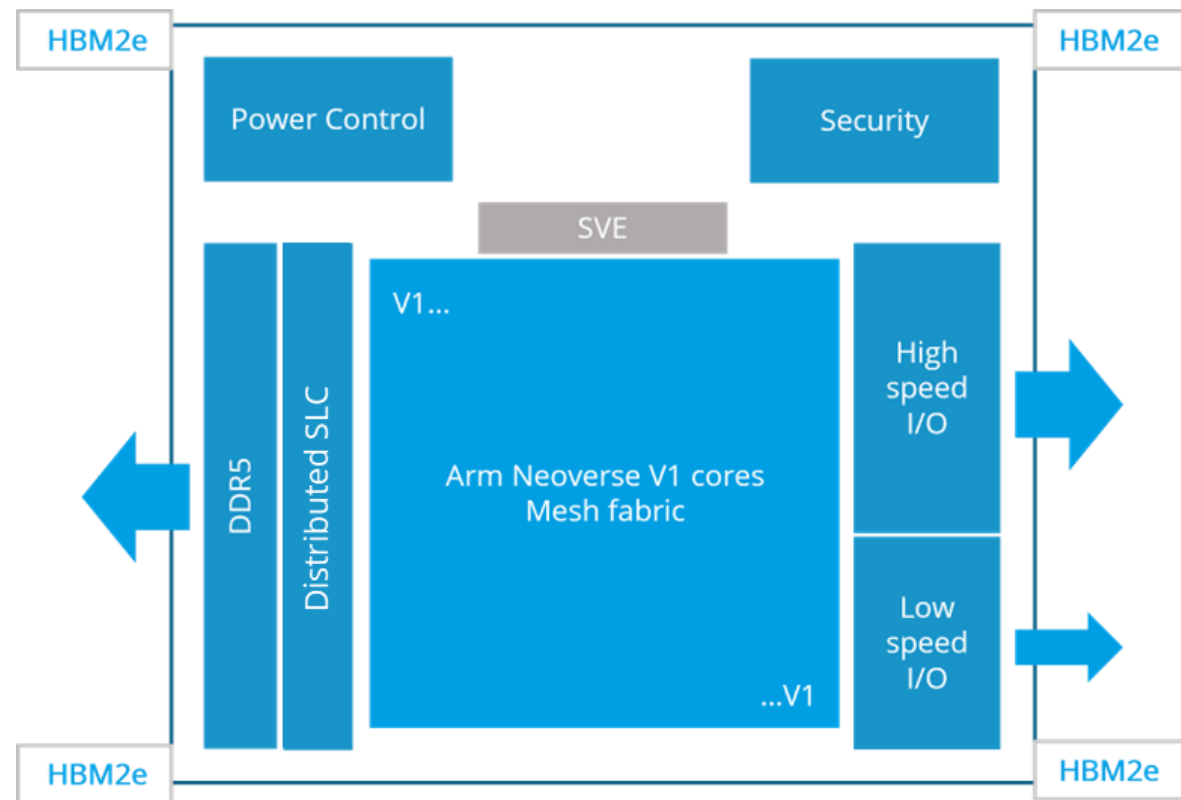 HBM2e
HBM2e
Power Control
Security
SVE
V1...
High
speed
I/O
DDR5
Distributed SLC
Arm Neoverse V1 cores
Mesh fabric
Low
speed
I/O
...V1
HBM2e
HBM2e